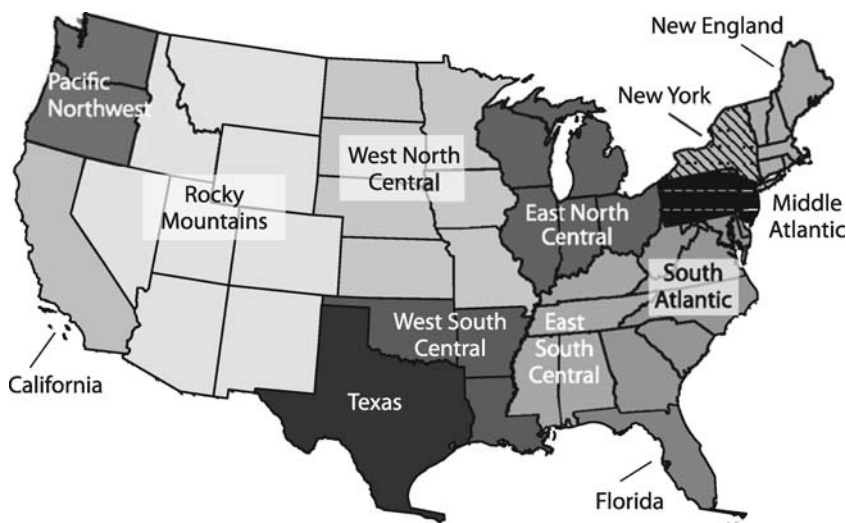 New England
New York
Pacific
Northwest
West North
Central
Rocky
Mountains
East North
Central
Middle
Atlantic
South
Atlantic
West South
Central
East
South
Central
California
Texas
Florida